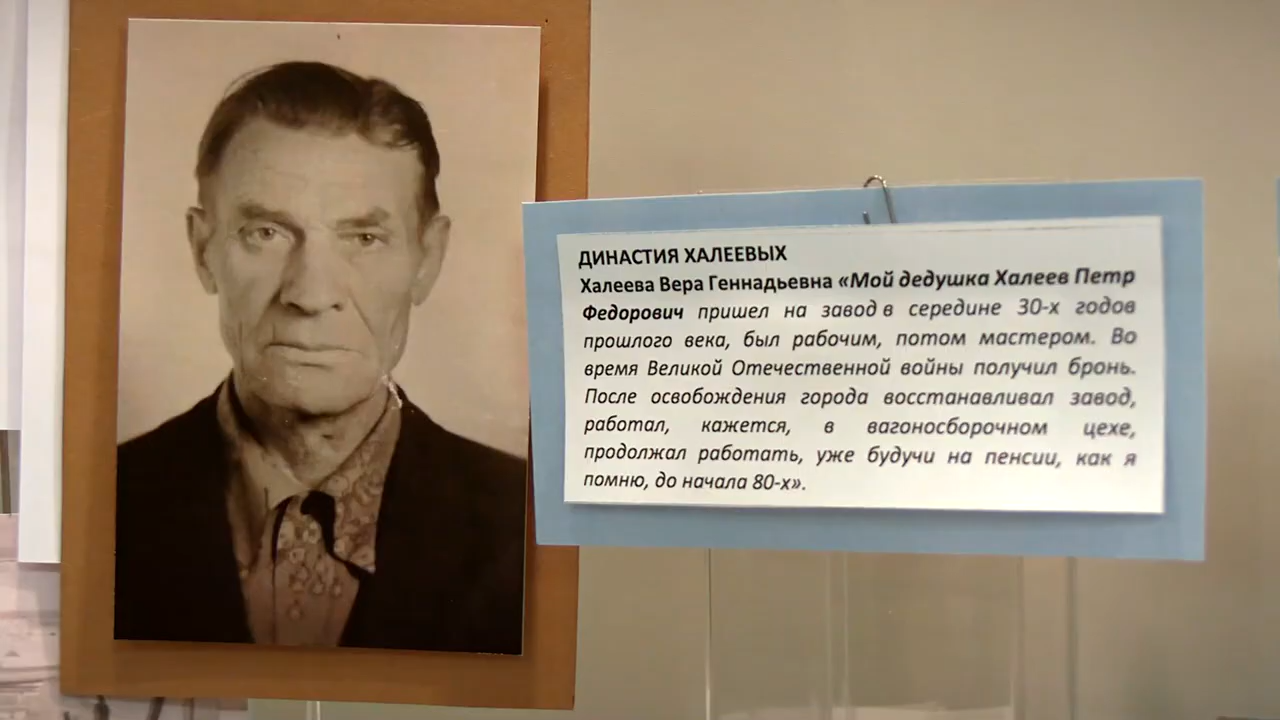 ДИНАСТИЯ ХАЛЕЕВЫХ
Халеева Вера Геннадьевна «Мой дедушка Халеев Петр
Федорович пришел на завод в середине 30-х годов
прошлого века, был рабочим, потом мастером. Во
время Великой Отечественной войны получил бронь.
После освобождения города восстанавливал завод,
работал, кажется, в вагоносборочном цехе,
продолжал работать, уже будучи на пенсии, как я
помню, до начала 80-х».